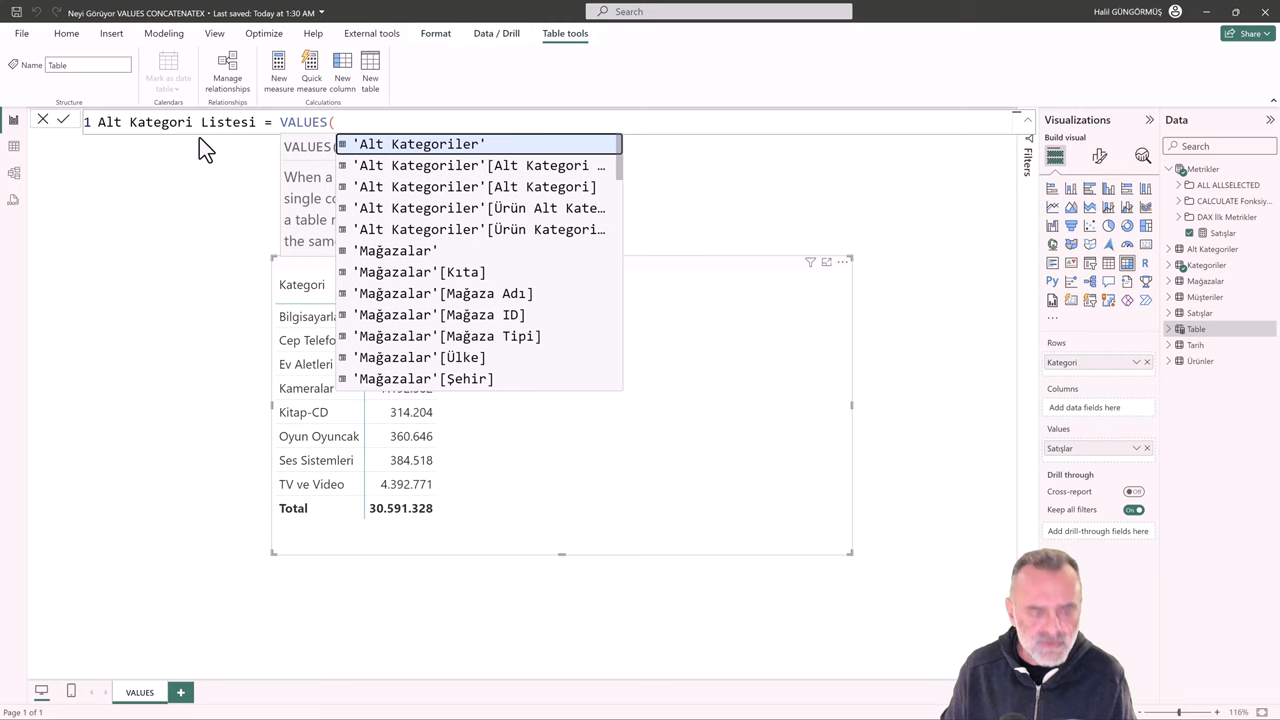 Neyi Görüyor VALUES CONCATENATEX • Last saved: Today at 1:30 AM
Search
Halil GÜNGÖRMÜŞ
File
Home
Insert
Modeling
View
Optimize
Help
External tools
Format
Data / Drill
Table tools
Share
Name
Table
Mark as date table
Manage relationships
New measure
Quick measure
New column
New table
Structure
Calendars
Relationships
Calculations
1 Alt Kategori Listesi = VALUES(
VALUES(
When a
single co
a table r
the same
'Alt Kategoriler'
'Alt Kategoriler'[Alt Kategori …
'Alt Kategoriler'[Alt Kategori]
'Alt Kategoriler'[Ürün Alt Kate…
'Alt Kategoriler'[Ürün Kategori…
'Mağazalar'
'Mağazalar'[Kıta]
'Mağazalar'[Mağaza Adı]
'Mağazalar'[Mağaza ID]
'Mağazalar'[Mağaza Tipi]
'Mağazalar'[Ülke]
'Mağazalar'[Şehir]
Kategori
Bilgisayarla
Cep Telefo
Ev Aletleri
Kameralar
Kitap-CD 314.204
Oyun Oyuncak 360.646
Ses Sistemleri 384.518
TV ve Video 4.392.771
Total 30.591.328
Filters
Visualizations
Build visual
Rows
Kategori
Columns
Add data fields here
Values
Satışlar
Drill through
Cross-report
Off
Keep all filters
On
Add drill-through fields here
Data
Search
Metrikler
ALL ALLSELECTED
CALCULATE Fonksiy…
DAX İlk Metrikler
Satışlar
Alt Kategoriler
Kategoriler
Mağazalar
Müşteriler
Satışlar
Table
Tarih
Ürünler
VALUES
Page 1 of 1
116%